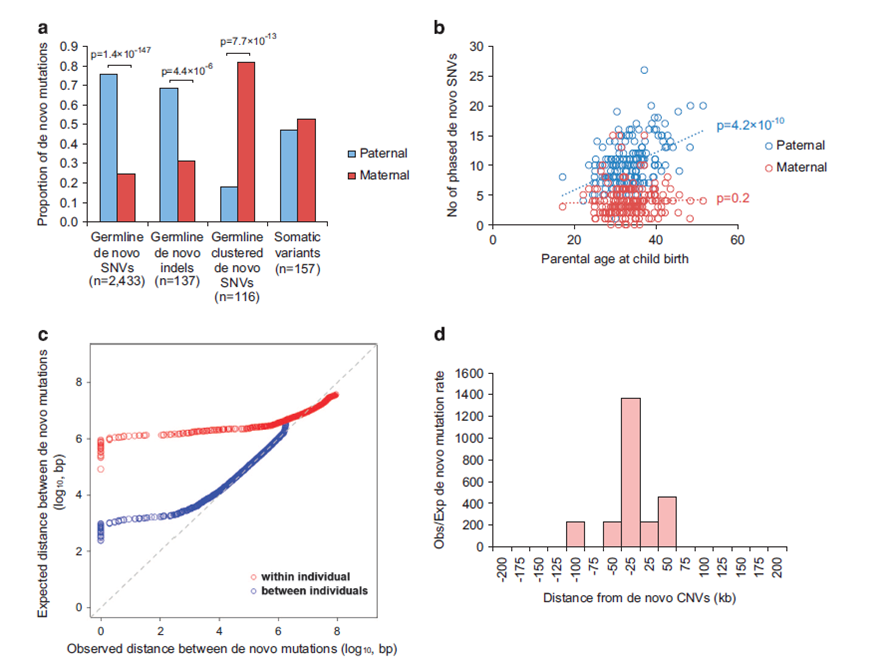 a
Proportion of de novo mutations
0.9
0.8
0.7
0.6
0.5
0.4
0.3
0.2
0.1
0.0
p=1.4×10-147
p=4.4×10-6
p=7.7×10-13
Paternal
Maternal
Germline
de novo
SNVs
(n=2,433)
Germline
de novo
indels
(n=137)
Germline
clustered
de novo
SNVs
(n=116)
Somatic
variants
(n=157)
b
No of phased de novo SNVs
30
25
20
15
10
5
0
p=4.2×10-10
p=0.2
Paternal
Maternal
0 20 40 60
Parental age at child birth
c
Expected distance between de novo mutations
(log10, bp)
8
6
4
2
0
within individual
between individuals
0 2 4 6 8
Observed distance between de novo mutations (log10, bp)
d
Obs/Exp de novo mutation rate
1600
1400
1200
1000
800
600
400
200
0
-200 -175 -150 -125 -100 -75 -50 -25 25 50 75 100 125 150 175 200
Distance from de novo CNVs (kb)